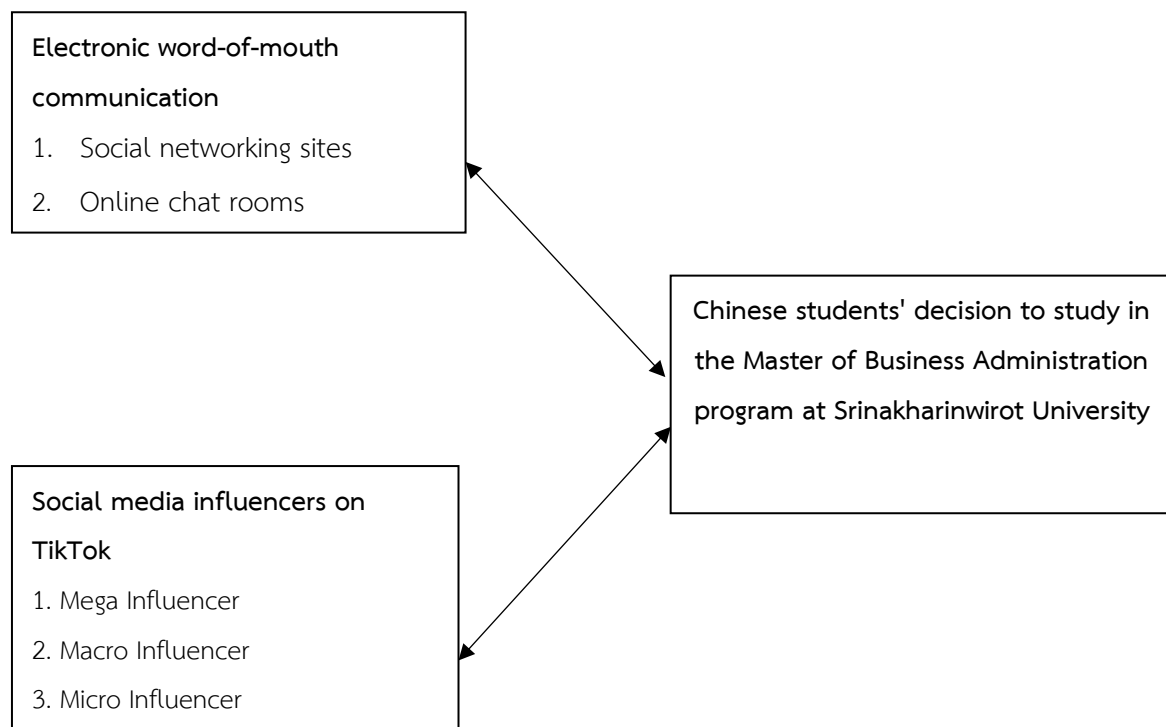 Electronic word-of-mouth
communication
1. Social networking sites
2. Online chat rooms
Chinese students' decision to study in
the Master of Business Administration
program at Srinakharinwirot University
Social media influencers on
TikTok
1. Mega Influencer
2. Macro Influencer
3. Micro Influencer